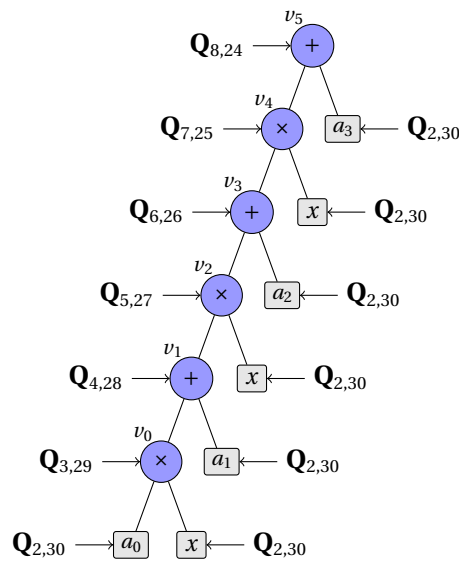 v₅
Q₈,₂₄ +
v₄
Q₇,₂₅ × a₃ Q₂,₃₀
v₃
Q₆,₂₆ + x Q₂,₃₀
v₂
Q₅,₂₇ × a₂ Q₂,₃₀
v₁
Q₄,₂₈ + x Q₂,₃₀
v₀
Q₃,₂₉ × a₁ Q₂,₃₀
Q₂,₃₀ a₀ x Q₂,₃₀